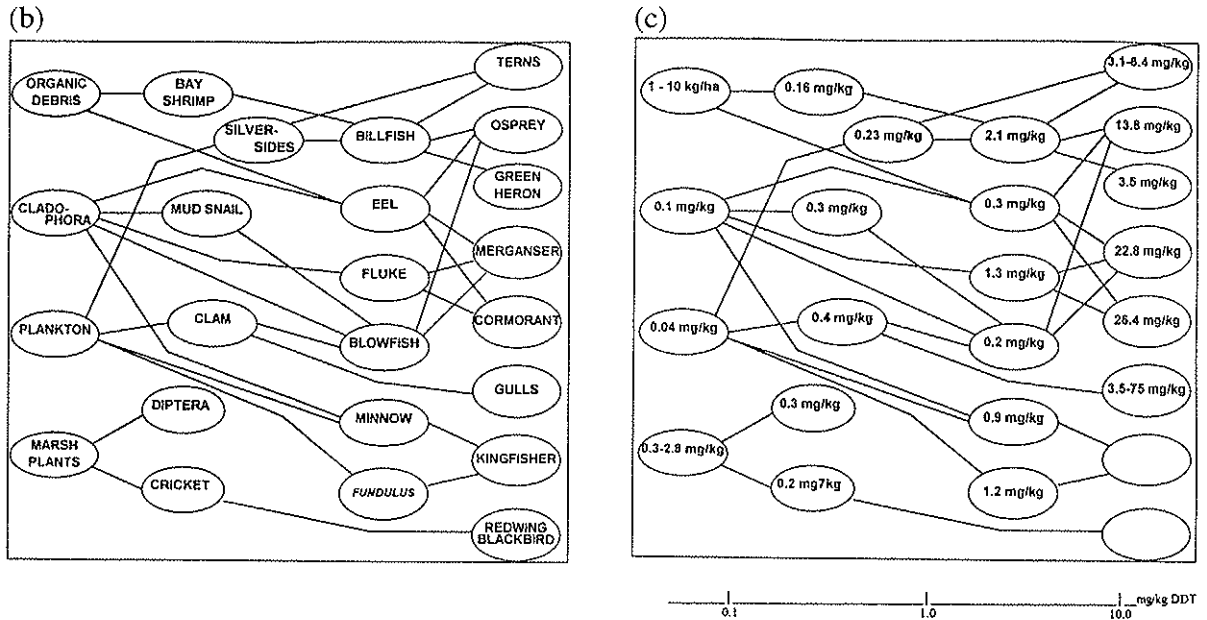 (b)
TERNS
ORGANIC
DEBRIS
BAY
SHRIMP
SILVER-
SIDES
BILLFISH
OSPREY
GREEN
HERON
CLADO-
PHORA
MUD SNAIL
EEL
MERGANSER
FLUKE
PLANKTON
CLAM
BLOWFISH
CORMORANT
GULLS
DIPTERA
MINNOW
MARSH
PLANTS
KINGFISHER
CRICKET
FUNDULUS
REDWING
BLACKBIRD
(c)
3.1-6.4 mg/kg
1 - 10 kg/ha
0.16 mg/kg
0.23 mg/kg
2.1 mg/kg
13.8 mg/kg
3.5 mg/kg
0.1 mg/kg
0.3 mg/kg
0.3 mg/kg
22.8 mg/kg
1.3 mg/kg
0.04 mg/kg
0.4 mg/kg
0.2 mg/kg
26.4 mg/kg
3.5-75 mg/kg
0.3 mg/kg
0.9 mg/kg
0.3-2.8 mg/kg
0.2 mg7kg
1.2 mg/kg
mg/kg DDT
0.1
1.0
10.0